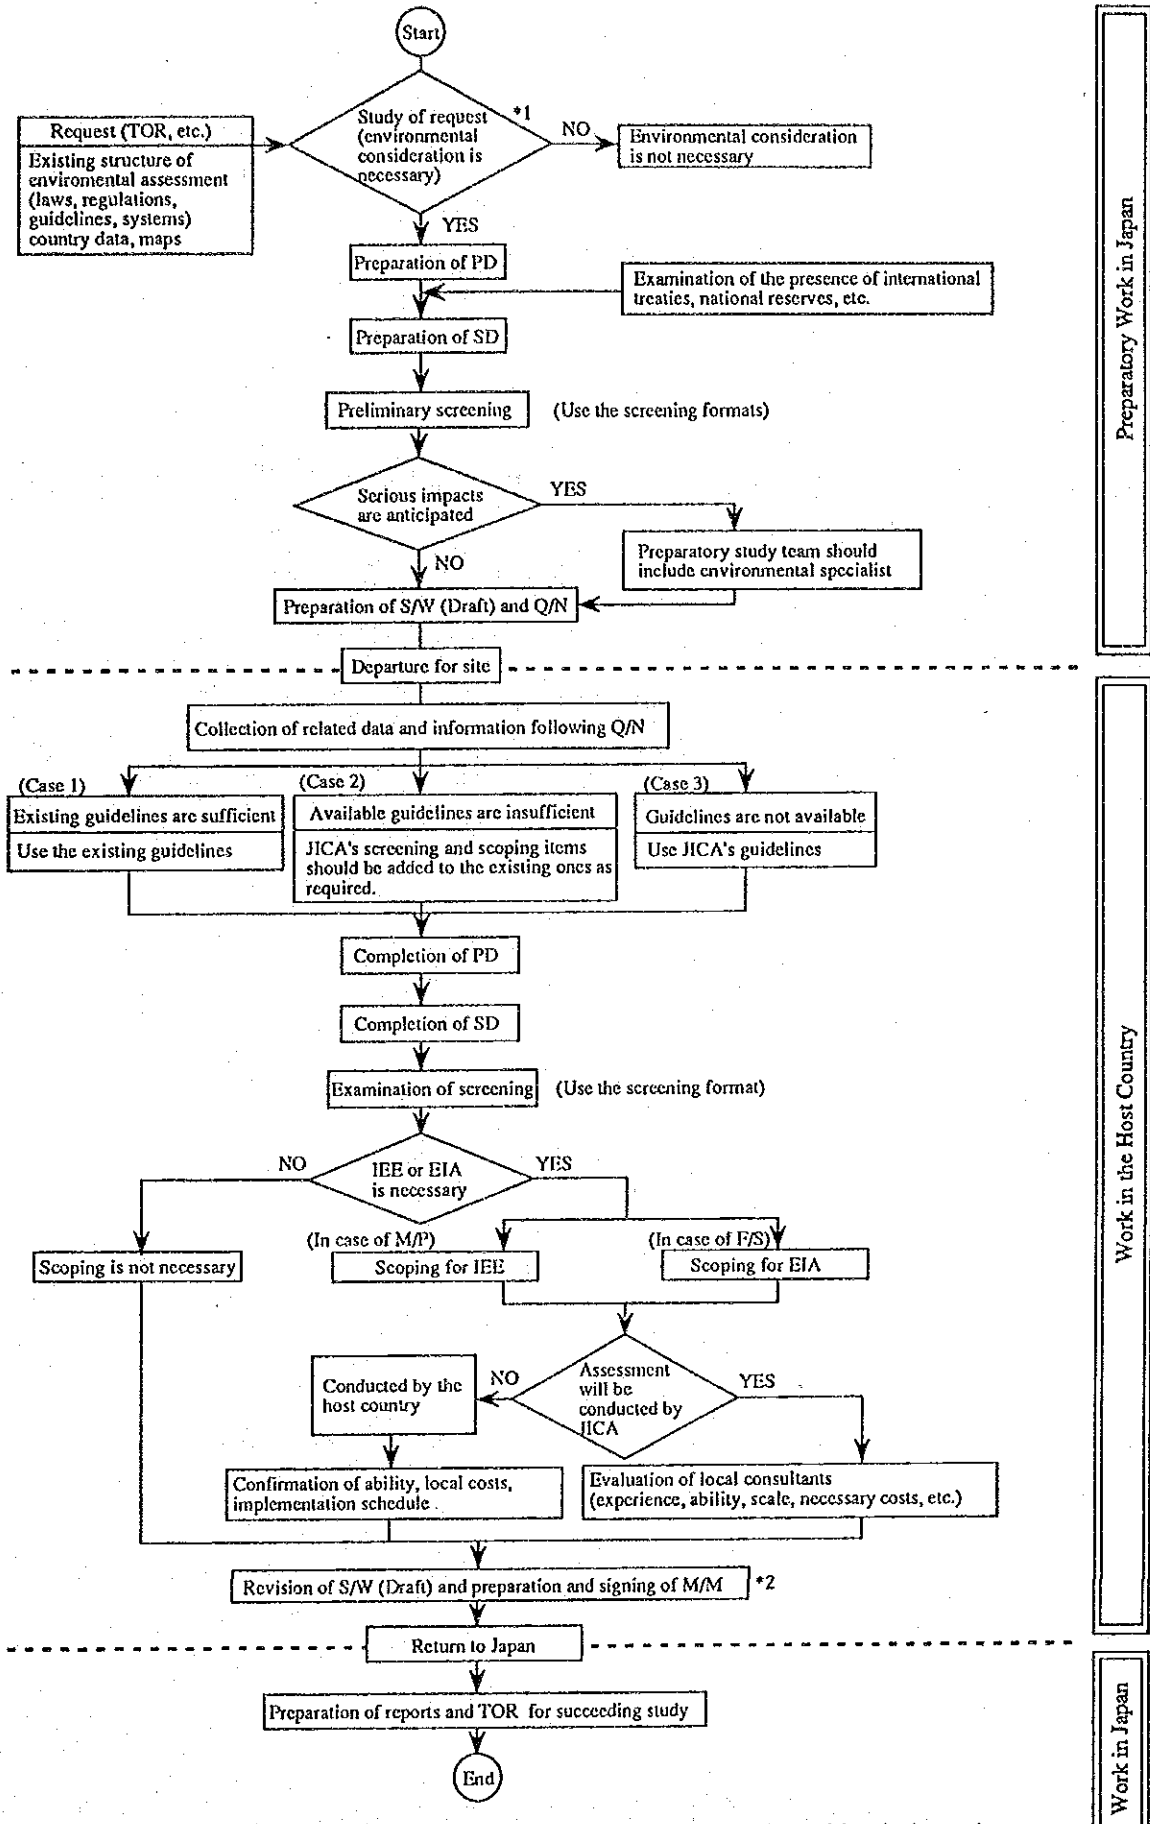 Start
Study of request *1
(environmental
consideration is
necessary)
Request (TOR, etc.)
Existing structure of
enviromental assessment
(laws, regulations,
guidelines, systems)
country data, maps
NO
Environmental consideration
is not necessary
YES
Preparation of PD
Examination of the presence of international
treaties, national reserves, etc.
Preparation of SD
Preliminary screening
(Use the screening formats)
Serious impacts
are anticipated
YES
Preparatory study team should
include environmental specialist
NO
Preparation of S/W (Draft) and Q/N
Preparatory Work in Japan
Departure for site
Collection of related data and information following Q/N
(Case 1)
Existing guidelines are sufficient
Use the existing guidelines
(Case 2)
Available guidelines are insufficient
JICA's screening and scoping items
should be added to the existing ones as
required.
(Case 3)
Guidelines are not available
Use JICA's guidelines
Completion of PD
Completion of SD
Examination of screening
(Use the screening format)
IEE or EIA
is necessary
NO
YES
Scoping is not necessary
(In case of M/P)
Scoping for IEE
(In case of F/S)
Scoping for EIA
Assessment
will be
conducted by
JICA
NO
YES
Conducted by the
host country
Confirmation of ability, local costs,
implementation schedule .
Evaluation of local consultants
(experience, ability, scale, necessary costs, etc.)
Revision of S/W (Draft) and preparation and signing of M/M *2
Work in the Host Country
Return to Japan
Preparation of reports and TOR for succeeding study
End
Work in Japan